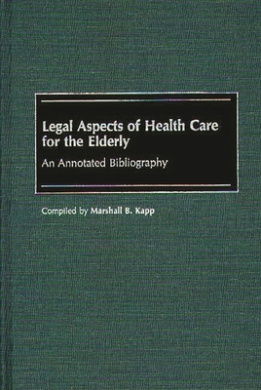 Legal Aspects of Health Care
for the Elderly
An Annotated Bibliography
Compiled by Marshall B. Kapp